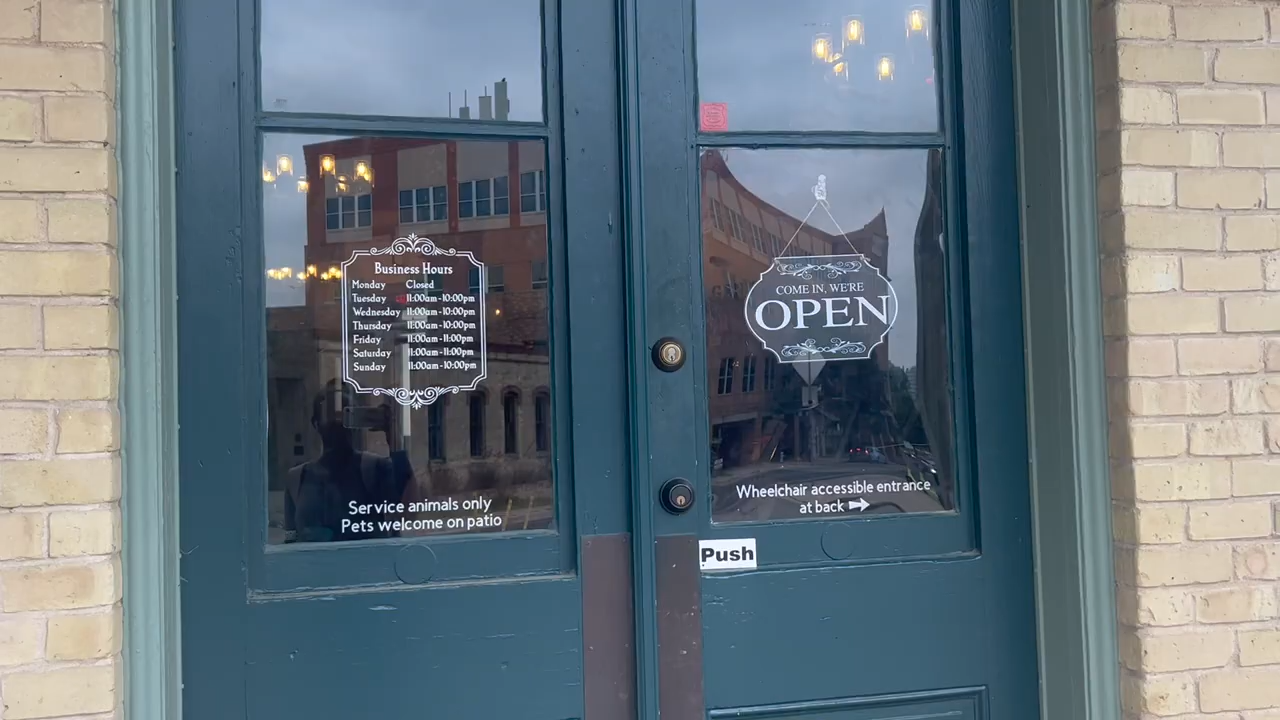 Business Hours
Monday Closed
Tuesday 11:00am-10:00pm
Wednesday 11:00am-10:00pm
Thursday 11:00am-10:00pm
Friday 11:00am-11:00pm
Saturday 11:00am-11:00pm
Sunday 11:00am-10:00pm
Service animals only
Pets welcome on patio
COME IN, WE'RE
OPEN
Wheelchair accessible entrance
at back
Push